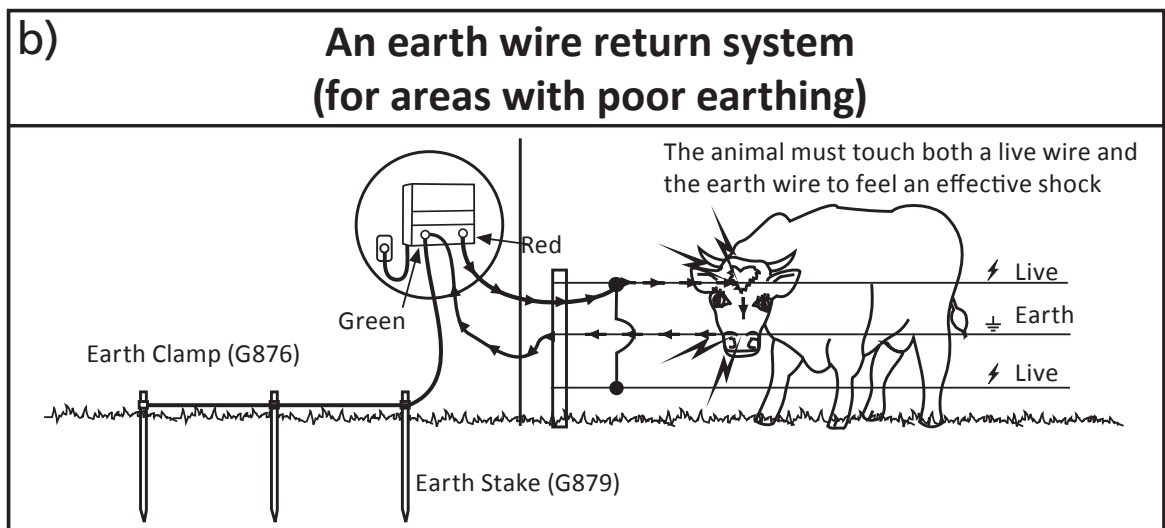 b)
An earth wire return system
(for areas with poor earthing)
The animal must touch both a live wire and
the earth wire to feel an effective shock
Red
Green
Live
Earth
Live
Earth Clamp (G876)
Earth Stake (G879)